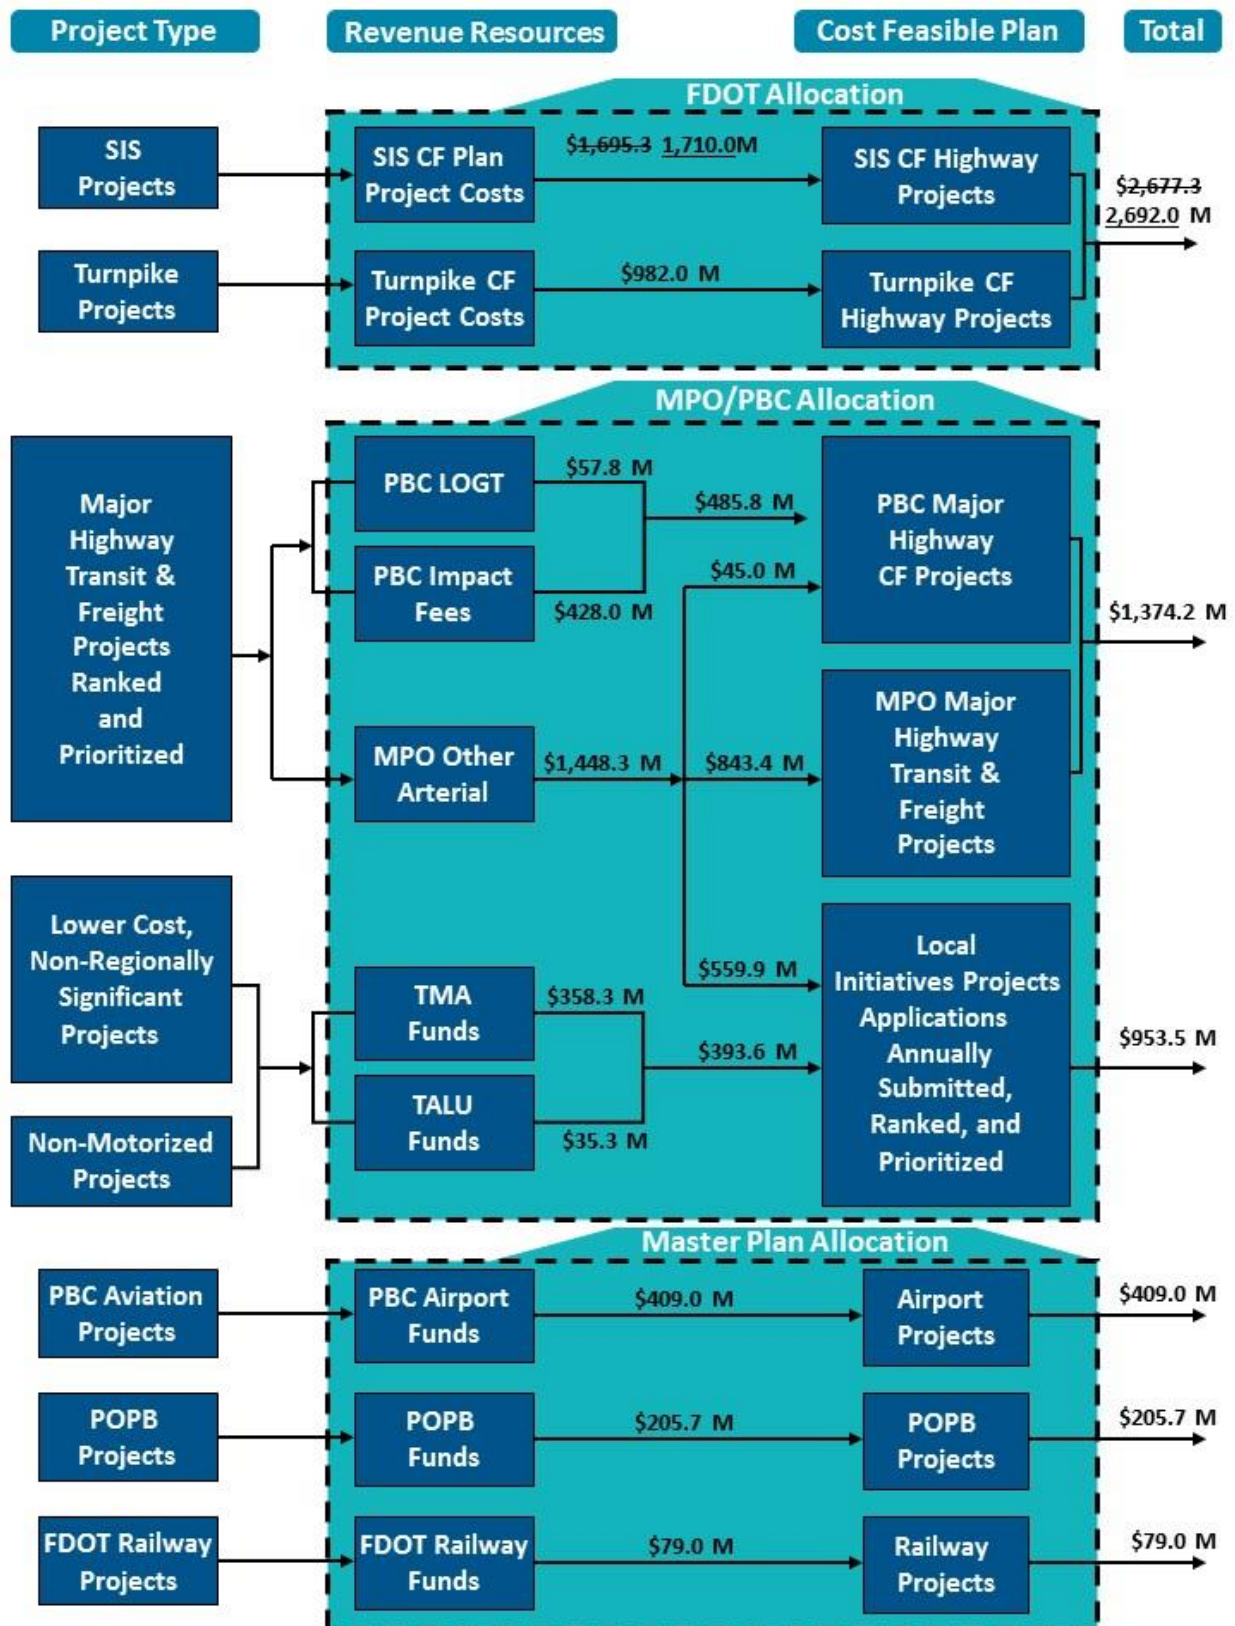 Project Type
Revenue Resources
Cost Feasible Plan
Total
FDOT Allocation
SIS
Projects
SIS CF Plan
Project Costs
$1,695.3 1,710.0M
SIS CF Highway
Projects
$2,677.3
2,692.0 M
Turnpike
Projects
Turnpike CF
Project Costs
$982.0 M
Turnpike CF
Highway Projects
MPO/PBC Allocation
Major
Highway
Transit &
Freight
Projects
Ranked
and
Prioritized
PBC LOGT
$57.8 M
PBC Impact
Fees
$428.0 M
$485.8 M
$45.0 M
PBC Major
Highway
CF Projects
$1,374.2 M
MPO Other
Arterial
$1,448.3 M
$843.4 M
MPO Major
Highway
Transit &
Freight
Projects
Lower Cost,
Non-Regionally
Significant
Projects
Non-Motorized
Projects
TMA
Funds
$358.3 M
TALU
Funds
$35.3 M
$559.9 M
$393.6 M
Local
Initiatives Projects
Applications
Annually
Submitted,
Ranked, and
Prioritized
$953.5 M
Master Plan Allocation
PBC Aviation
Projects
PBC Airport
Funds
$409.0 M
Airport
Projects
$409.0 M
POPB
Projects
POPB
Funds
$205.7 M
POPB
Projects
$205.7 M
FDOT Railway
Projects
FDOT Railway
Funds
$79.0 M
Railway
Projects
$79.0 M